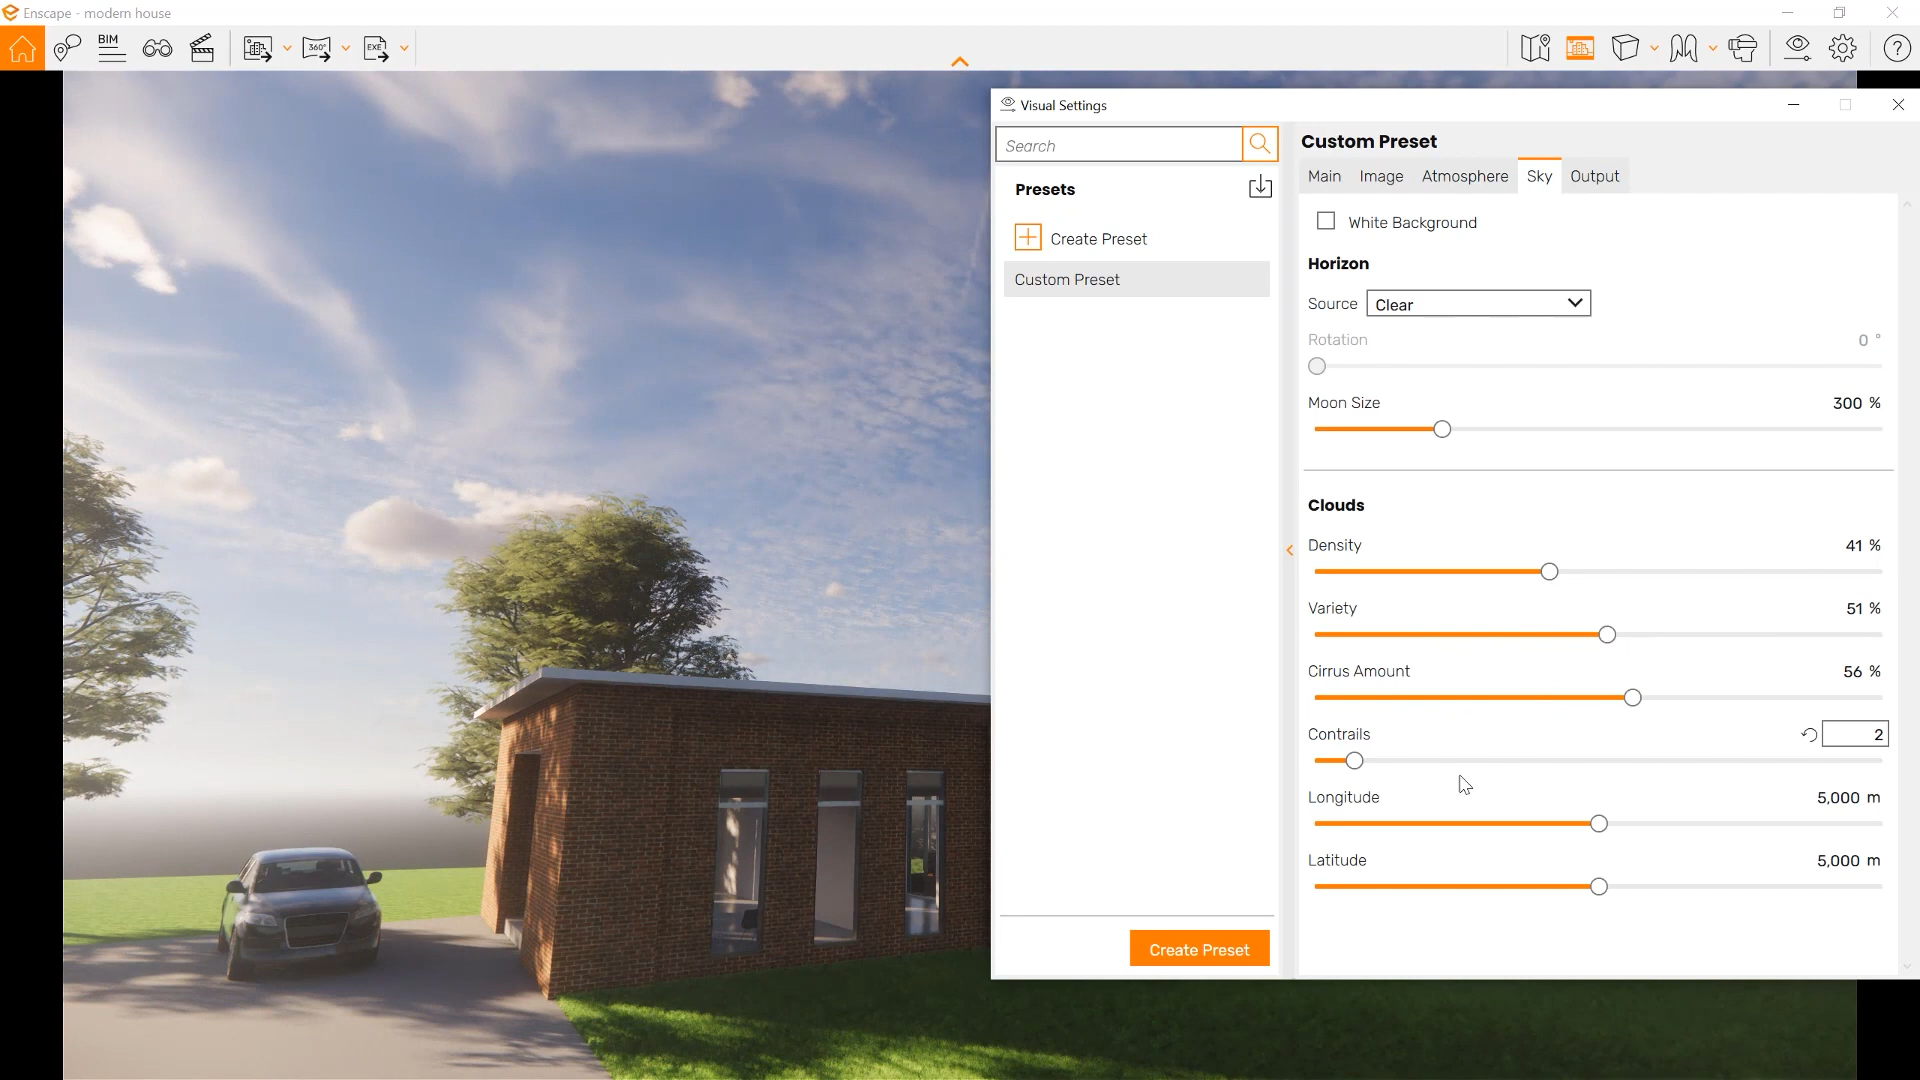 Enscape - modern house
BIM
360°
EXE
?
Visual Settings
Search
Presets
Create Preset
Custom Preset
Create Preset
Custom Preset
Main Image Atmosphere Sky Output
White Background
Horizon
Source Clear
Rotation 0 °
Moon Size 300 %
Clouds
Density 41 %
Variety 51 %
Cirrus Amount 56 %
Contrails 2
Longitude 5,000 m
Latitude 5,000 m